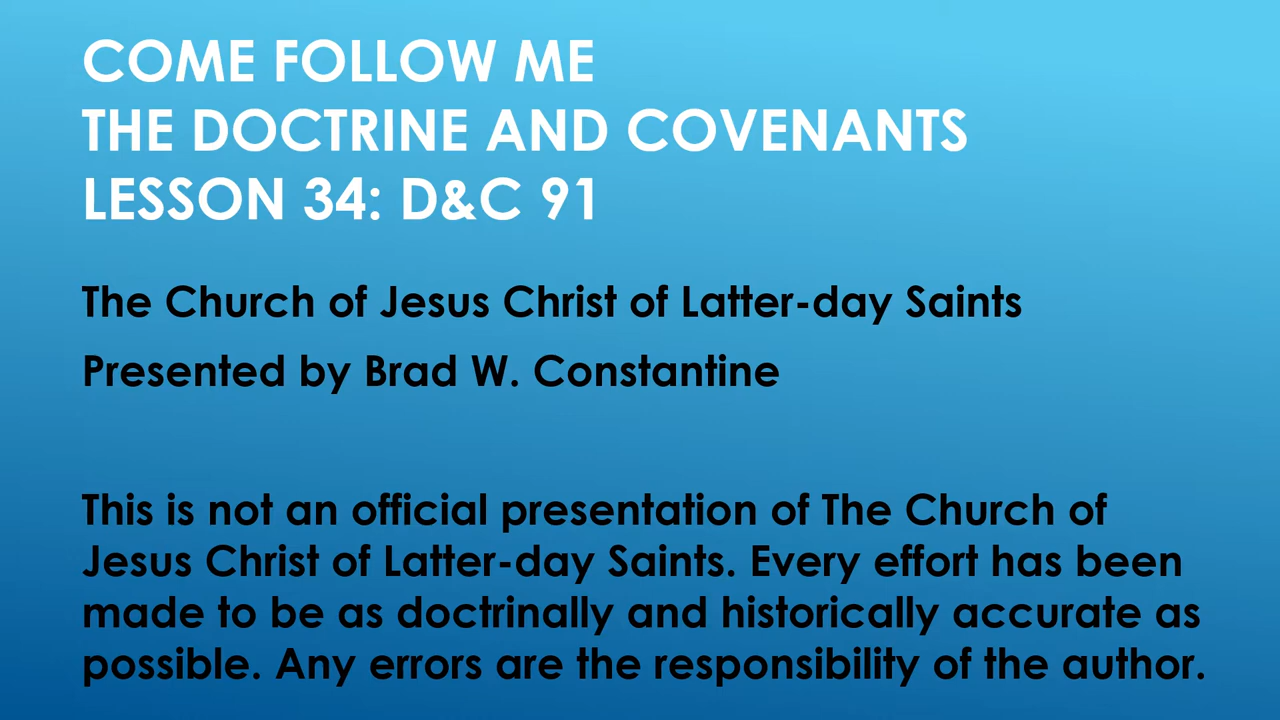 COME FOLLOW ME
THE DOCTRINE AND COVENANTS
LESSON 34: D&C 91
The Church of Jesus Christ of Latter-day Saints
Presented by Brad W. Constantine
This is not an official presentation of The Church of
Jesus Christ of Latter-day Saints. Every effort has been
made to be as doctrinally and historically accurate as
possible. Any errors are the responsibility of the author.